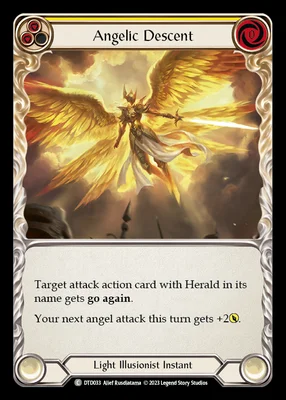 Angelic Descent
Target attack action card with Herald in its
name gets go again.
Your next angel attack this turn gets +2
Light Illusionist Instant
C DTD033 Alief Rusdiatama © 2023 Legend Story Studios